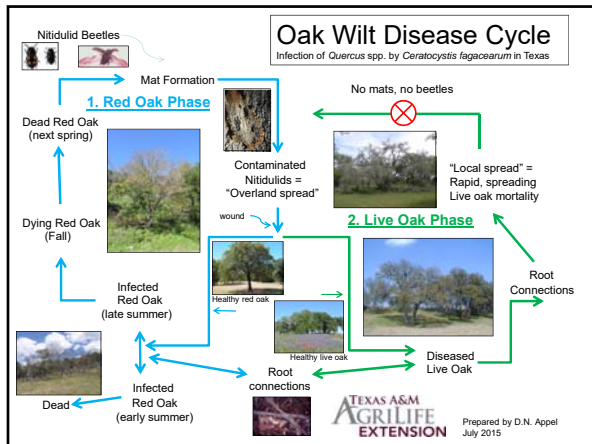 Oak Wilt Disease Cycle
Infection of Quercus spp. by Ceratocystis fagacearum in Texas
Nitidulid Beetles
Mat Formation
1. Red Oak Phase
Dead Red Oak
(next spring)
Dying Red Oak
(Fall)
Infected
Red Oak
(late summer)
Infected
Red Oak
(early summer)
Dead
Contaminated
Nitidulids =
“Overland spread”
wound
Healthy red oak
Healthy live oak
Root
connections
No mats, no beetles
“Local spread” =
Rapid, spreading
Live oak mortality
2. Live Oak Phase
Root
Connections
Diseased
Live Oak
TEXAS A&M
AGRILIFE
EXTENSION
Prepared by D.N. Appel
July 2015